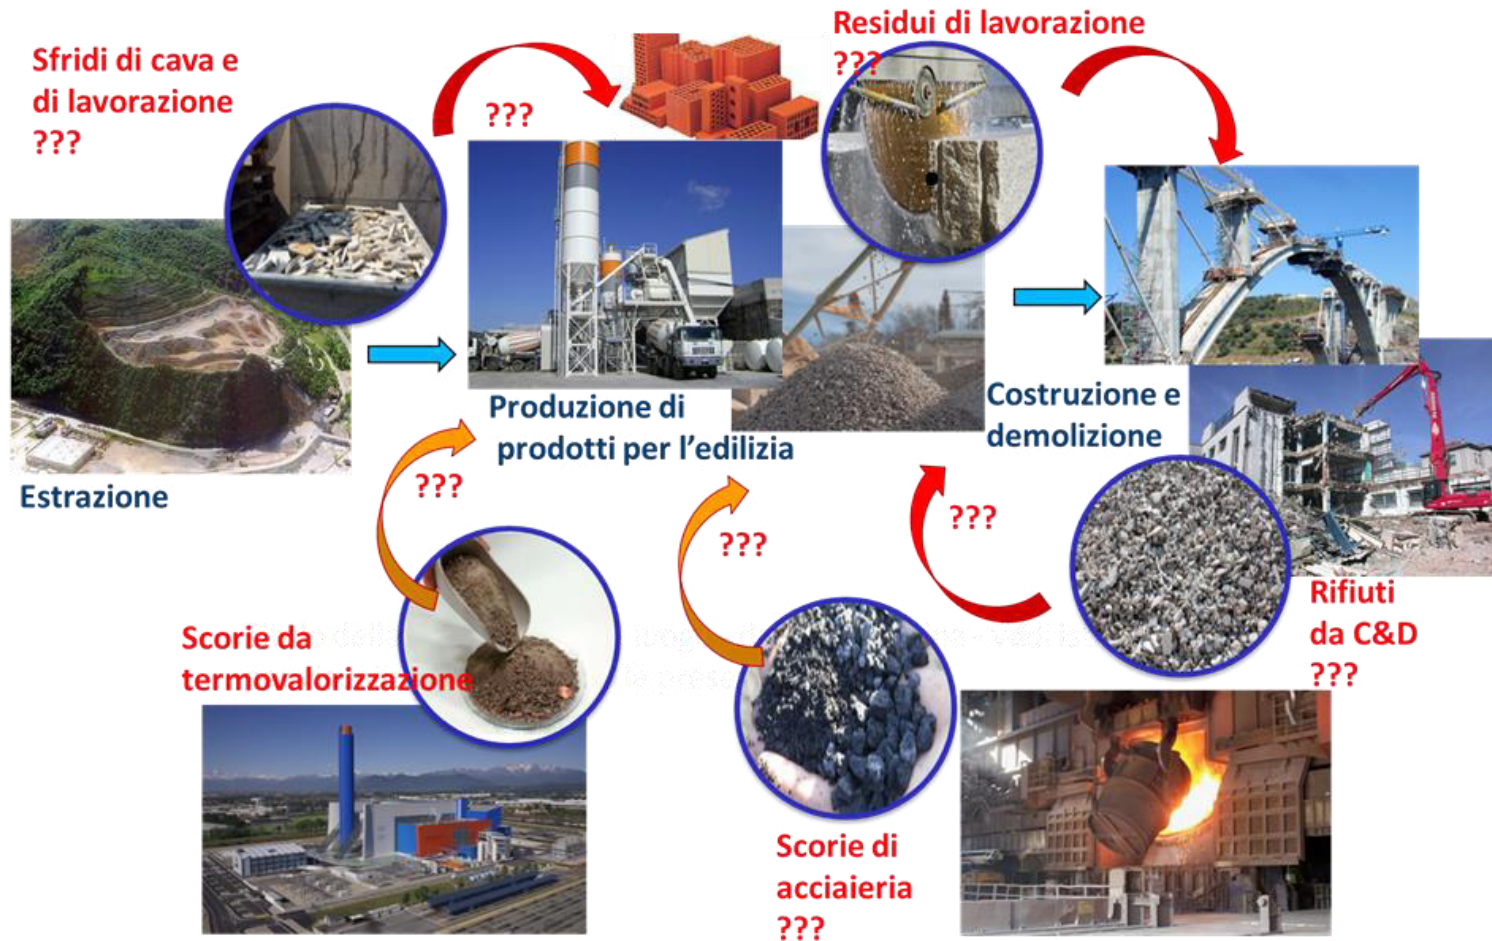 Residui di lavorazione
???
Sfridi di cava e
di lavorazione
???
???
Produzione di
prodotti per l'edilizia
Costruzione e
demolizione
Estrazione
???
???
???
Rifiuti
da C&D
???
Scorie da
termovalorizzazione
Scorie di
acciaieria
???